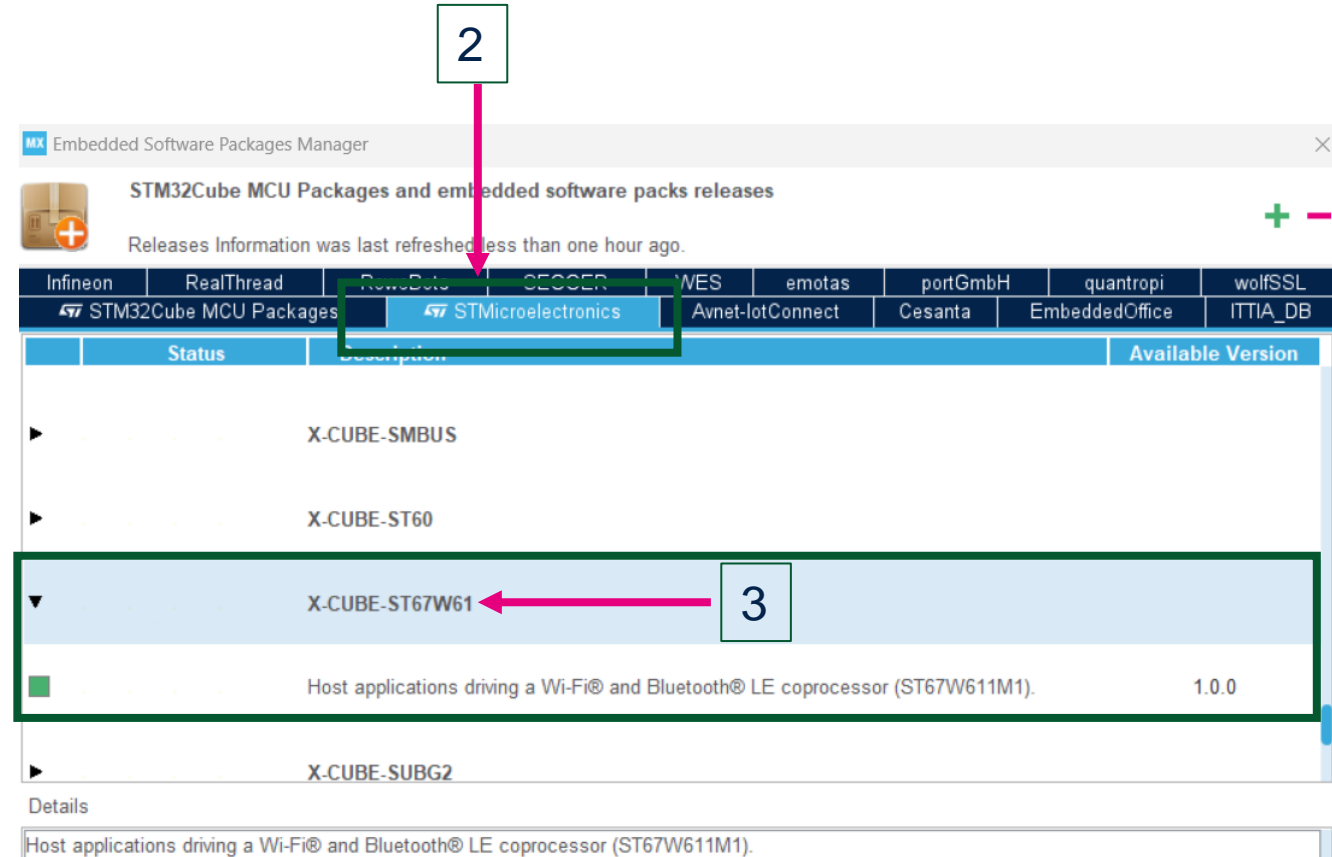 2
MX Embedded Software Packages Manager
STM32Cube MCU Packages and embedded software packs releases
Releases Information was last refreshed less than one hour ago.
Infineon RealThread RoweBots SEGGER WES emotas portGmbH quantropi wolfSSL
STM32Cube MCU Packages STMicroelectronics Avnet-IotConnect Cesanta EmbeddedOffice ITTIA_DB
Status Description Available Version
X-CUBE-SMBUS
X-CUBE-ST60
X-CUBE-ST67W61 3
Host applications driving a Wi-Fi® and Bluetooth® LE coprocessor (ST67W611M1). 1.0.0
X-CUBE-SUBG2
Details
Host applications driving a Wi-Fi® and Bluetooth® LE coprocessor (ST67W611M1).